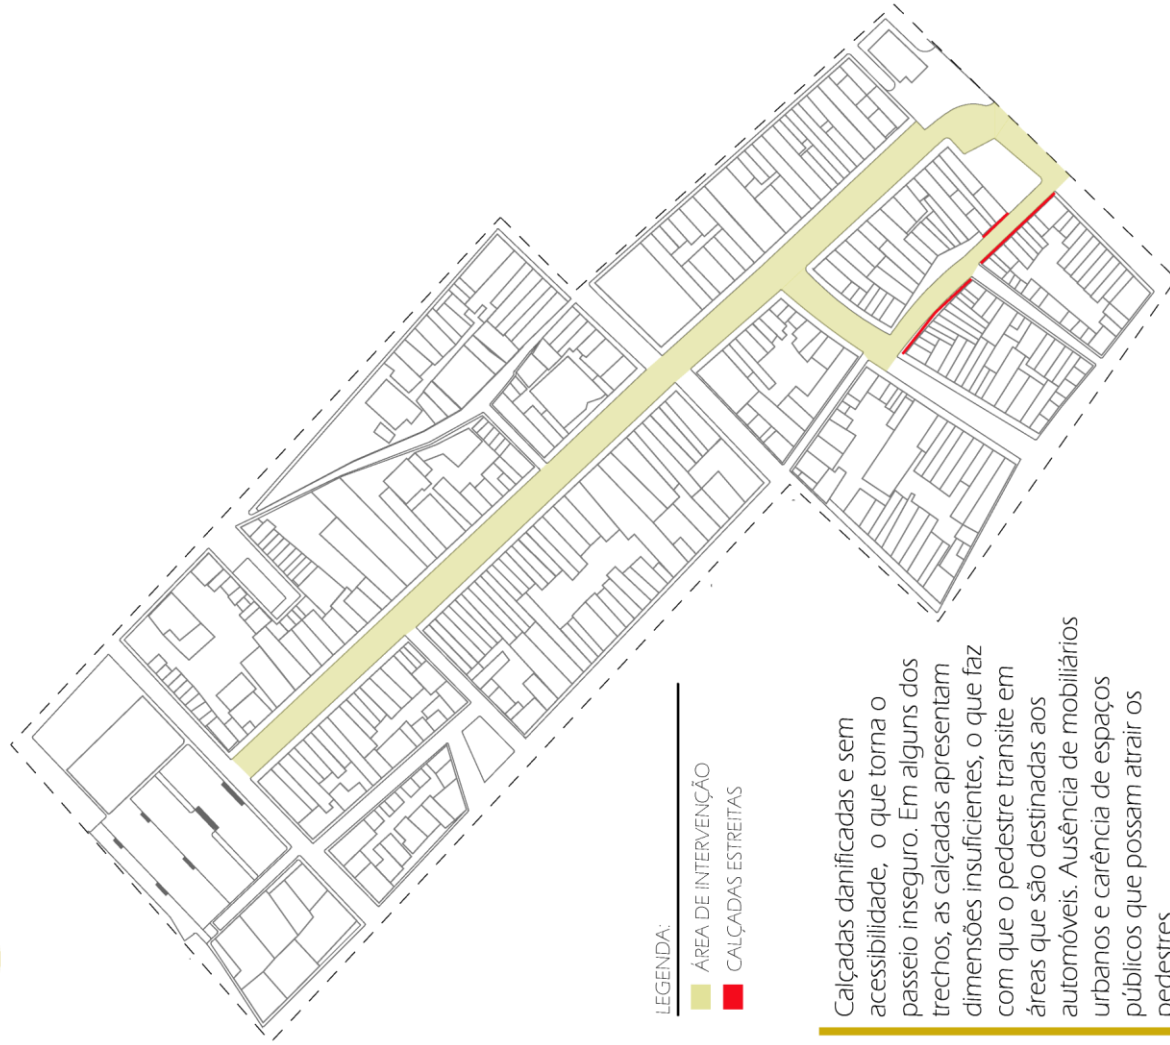 LEGENDA:
ÁREA DE INTERVENÇÃO
CALÇADAS ESTREITAS
Calçadas danificadas e sem
acessibilidade, o que torna o
passeio inseguro. Em alguns dos
trechos, as calçadas apresentam
dimensões insuficientes, o que faz
com que o pedestre transite em
áreas que são destinadas aos
automóveis. Ausência de mobiliários
urbanos e carência de espaços
públicos que possam atrair os
pedestres